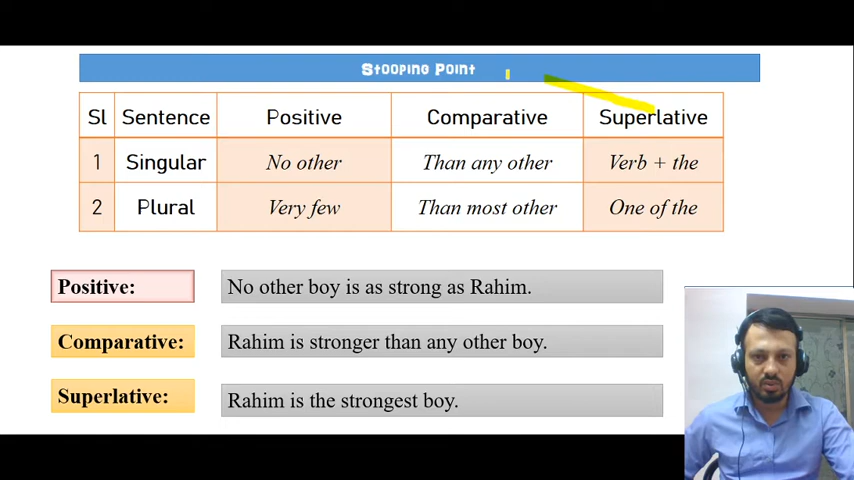 Stooping Point
Sl Sentence Positive Comparative Superlative
1 Singular No other Than any other Verb + the
2 Plural Very few Than most other One of the
Positive: No other boy is as strong as Rahim.
Comparative: Rahim is stronger than any other boy.
Superlative: Rahim is the strongest boy.